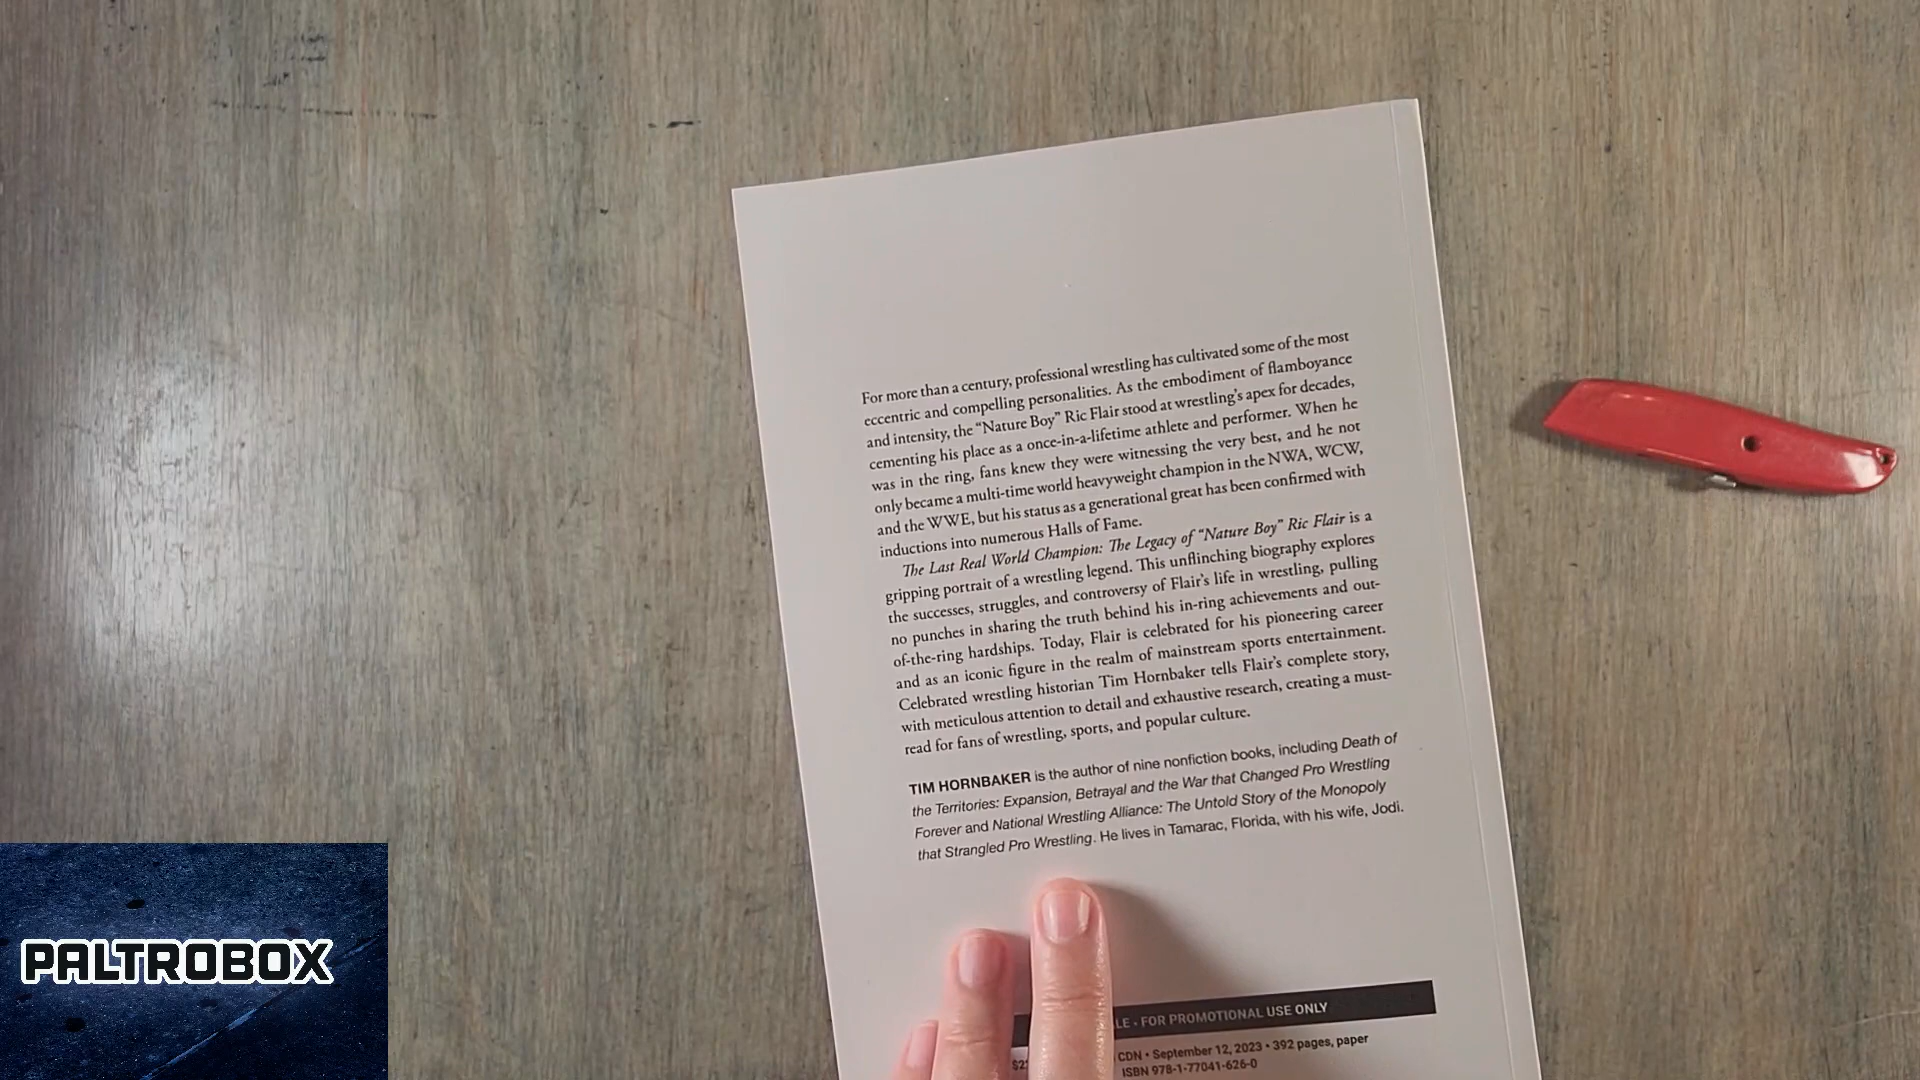 For more than a century, professional wrestling has cultivated some of the most
eccentric and compelling personalities. As the embodiment of flamboyance
and intensity, the “Nature Boy” Ric Flair stood at wrestling’s apex for decades,
cementing his place as a once-in-a-lifetime athlete and performer. When he
was in the ring, fans knew they were witnessing the very best, and he not
only became a multi-time world heavyweight champion in the NWA, WCW,
and the WWE, but his status as a generational great has been confirmed with
inductions into numerous Halls of Fame.
The Last Real World Champion: The Legacy of “Nature Boy” Ric Flair is a
gripping portrait of a wrestling legend. This unflinching biography explores
the successes, struggles, and controversy of Flair’s life in wrestling, pulling
no punches in sharing the truth behind his in-ring achievements and out-
of-the-ring hardships. Today, Flair is celebrated for his pioneering career
and as an iconic figure in the realm of mainstream sports entertainment.
Celebrated wrestling historian Tim Hornbaker tells Flair’s complete story,
with meticulous attention to detail and exhaustive research, creating a must-
read for fans of wrestling, sports, and popular culture.
TIM HORNBAKER is the author of nine nonfiction books, including Death of
the Territories: Expansion, Betrayal and the War that Changed Pro Wrestling
Forever and National Wrestling Alliance: The Untold Story of the Monopoly
that Strangled Pro Wrestling. He lives in Tamarac, Florida, with his wife, Jodi.
FOR PROMOTIONAL USE ONLY
CDN • September 12, 2023 • 392 pages, paper
ISBN 978-1-77041-626-0
PALTROBOX